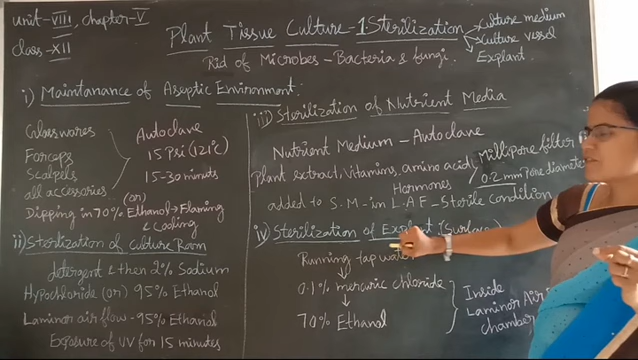 unit-VIII, chapter-V
class-XII
Plant Tissue Culture-1 Sterilization
Culture medium
Culture vessel
Explant
Rid of Microbes - Bacteria & fungi.
i) Maintanance of Aseptic Environment.
Glasswares
Forceps
Scalpels
all accessories
Autoclave
15 Psi (121°C)
15-30 minuts
(or)
Dipping in 70% Ethanol → Flaming
& Cooling
ii) Sterlization of Culture Room
detergent & then 2% Sodium
Hypochloride (or) 95% Ethanol
Laminar air flow - 95% Ethanol
Exposure of UV for 15 minutes
iii) Sterilization of Nutrient Media
Nutrient Medium - Autoclave
Plant extract, Vitamins, amino acid,
Hormones
Millipore filter
0.2 mm Pore diameter
added to S.M - in L.A.F - Sterile condition
iv) Sterilization of Explant (Surface)
Running tap water
0.1% mercuric chloride
70% Ethanol
Inside
Laminor Air
chamber